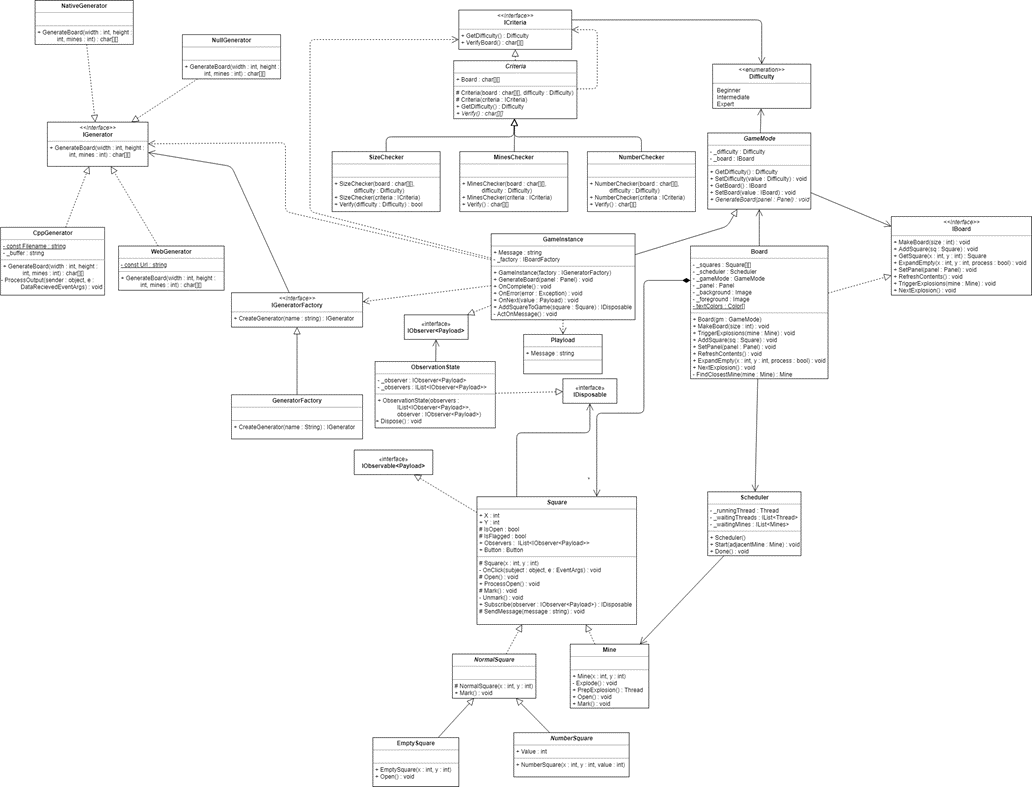 NativeGenerator
+ GenerateBoard(width : int, height
: int, mines : int) : char[][]
NullGenerator
+ GenerateBoard(width : int, height :
int, mines : int) : char[][]
<<interface>>
IGenerator
+ GenerateBoard(width : int, height :
int, mines : int) : char[][]
CppGenerator
- const Filename : string
- _buffer : string
+ GenerateBoard(width : int, height :
int, mines : int) : char[][]
- ProcessOutput(sender : object, e :
DataRecievedEventArgs) : void
WebGenerator
- const Url : string
+ GenerateBoard(width : int, height :
int, mines : int) : char[][]
<<interface>>
IGeneratorFactory
+ CreateGenerator(name : string) : IGenerator
GeneratorFactory
+ CreateGenerator(name : String) : IGenerator
<<interface>>
ICriteria
+ GetDifficulty() : Difficulty
+ VerifyBoard() : char[][]
Criteria
+ Board : char[][]
# Criteria(board : char[][], difficulty : Difficulty)
# Criteria(criteria : ICriteria)
+ GetDifficulty() : Difficulty
+ Verify() : char[][]
SizeChecker
+ SizeChecker(board : char[][],
difficulty : Difficulty)
+ SizeChecker(criteria : ICriteria)
+ Verify(difficulty : Difficulty) : bool
MinesChecker
+ MinesChecker(board : char[][],
difficulty : Difficulty)
+ MinesChecker(criteria : ICriteria)
+ Verify() : char[][]
NumberChecker
+ NumberChecker(board : char[][],
difficulty : Difficulty)
+ NumberChecker(criteria : ICriteria)
+ Verify() : char[][]
<<enumeration>>
Difficulty
Beginner
Intermediate
Expert
GameMode
- _difficulty : Difficulty
- _board : IBoard
+ GetDifficulty() : Difficulty
+ SetDifficulty(value : Difficulty) : void
+ GetBoard() : IBoard
+ SetBoard(value : IBoard) : void
+ GenerateBoard(panel : Panel) : void
<<interface>>
IBoard
+ MakeBoard(size : int) : void
+ AddSquare(sq : Square) : void
+ GetSquare(x : int, y : int) : Square
+ ExpandEmpty(x : int, y : int, process : bool) : void
+ SetPanel(panel : Panel) : void
+ RefreshContents() : void
+ TriggerExplosions(mine : Mine) : void
+ NextExplosion() : void
GameInstance
+ Message : string
- _factory : IBoardFactory
+ GameInstance(factory : IGeneratorFactory)
+ GenerateBoard(panel : Panel) : void
+ OnComplete() : void
+ OnError(error : Exception) : void
+ OnNext(value : Payload) : void
+ AddSquareToGame(square : Square) : IDisposable
- ActOnMessage() : void
Board
- _squares : Square[][]
- _scheduler : Scheduler
- _gameMode : GameMode
- _panel : Panel
- _background : Image
- _foreground : Image
- textColors : Color[]
+ Board(gm : GameMode)
+ MakeBoard(size : int) : void
+ TriggerExplosions(mine : Mine) : void
+ AddSquare(sq : Square) : void
+ SetPanel(panel : Panel) : void
+ RefreshContents() : void
+ ExpandEmpty(x : int, y : int, process : bool) : void
+ NextExplosion() : void
- FindClosestMine(mine : Mine) : Mine
«interface»
IObserver<Payload>
Playload
+ Message : string
ObservationState
- _observer : IObserver<Payload>
- _observers : IList<IObserver<Payload>>
+ ObservationState(observers :
IList<IObserver<Payload>>,
observer : IObserver<Payload>)
+ Dispose() : void
«interface»
IDisposable
«interface»
IObservable<Payload>
*
Square
+ X : int
+ Y : int
# IsOpen : bool
# IsFlagged : bool
+ Observers : IList<IObserver<Payload>>
+ Button : Button
# Square(x : int, y : int)
- OnClick(subject : object, e : EventArgs) : void
# Open() : void
+ ProcessOpen() : void
# Mark() : void
- Unmark() : void
+ Subscribe(observer : IObserver<Payload>) : IDisposable
# SendMessage(message : string) : void
Scheduler
- _runningThread : Thread
- _waitingThreads : IList<Thread>
- _waitingMines : IList<Mines>
+ Scheduler()
+ Start(adjacentMine : Mine) : void
+ Done() : void
NormalSquare
# NormalSquare(x : int, y : int)
+ Mark() : void
Mine
+ Mine(x : int, y : int)
- Explode() : void
+ PrepExplosion() : Thread
+ Open() : void
+ Mark() : void
EmptySquare
+ EmptySquare(x : int, y : int)
+ Open() : void
NumberSquare
+ Value : int
+ NumberSquare(x : int, y : int, value : int)